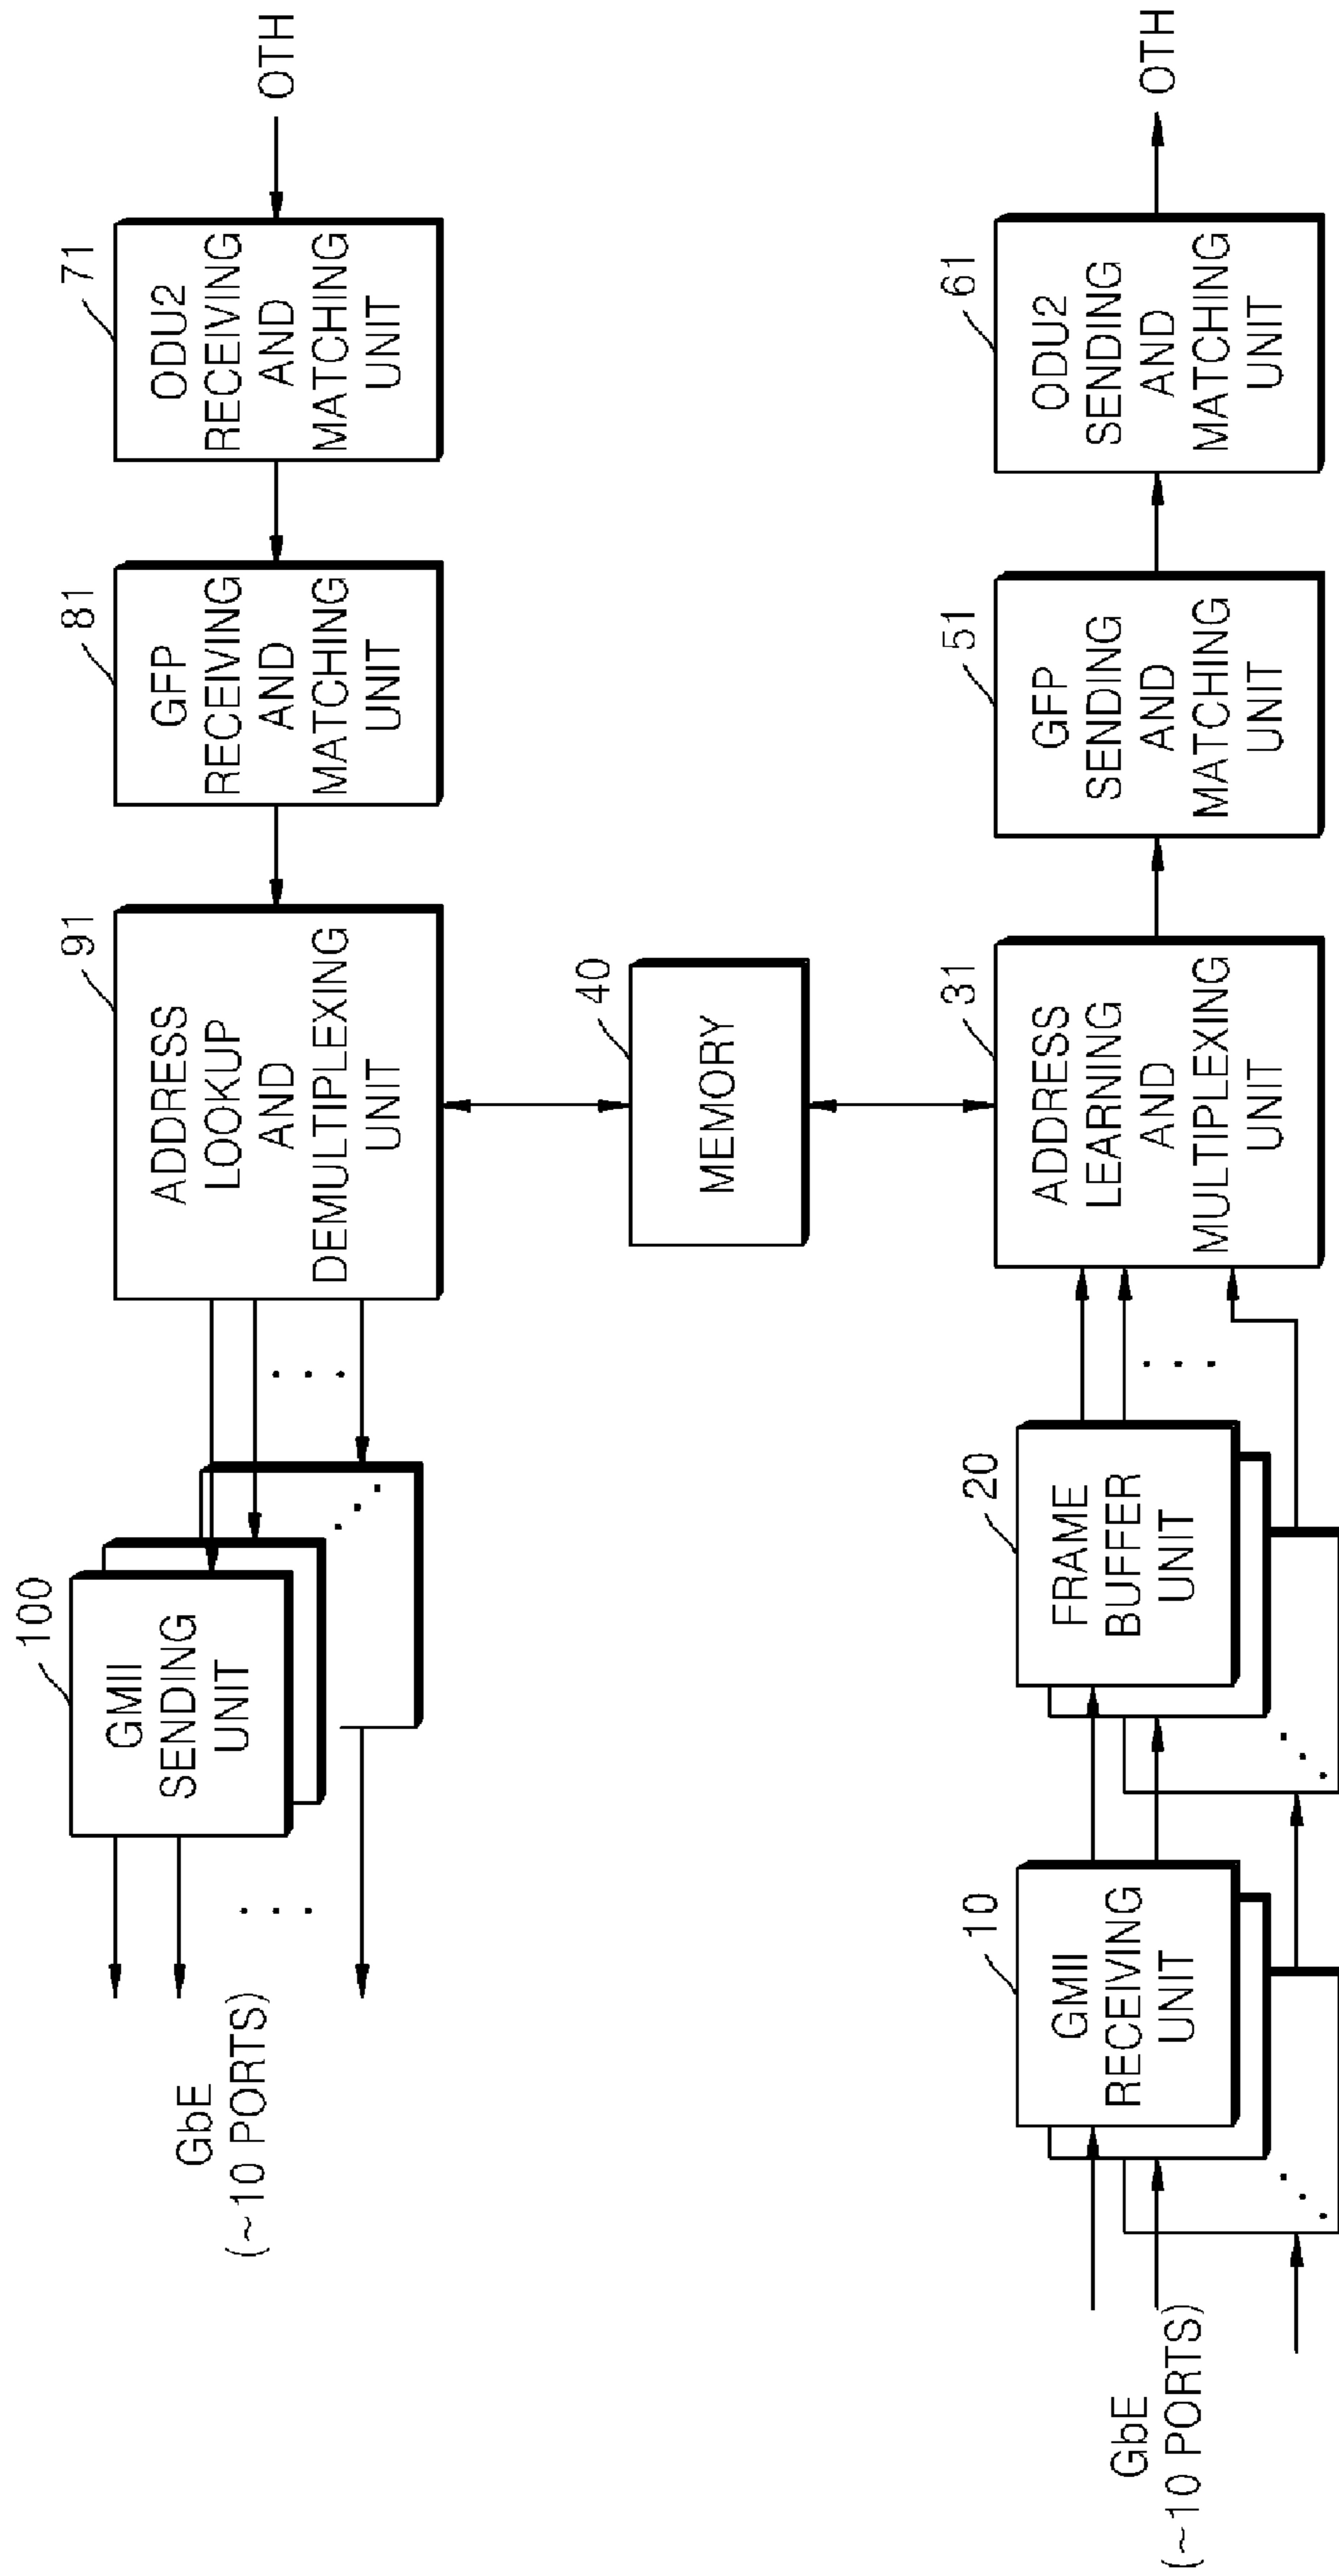 100
GMII
SENDING
UNIT
GbE
(~10 PORTS)
91
ADDRESS
LOOKUP
AND
DEMULTIPLEXING
UNIT
81
GFP
RECEIVING
AND
MATCHING
UNIT
71
ODU2
RECEIVING
AND
MATCHING
UNIT
OTH
40
MEMORY
GbE
(~10 PORTS)
10
GMII
RECEIVING
UNIT
20
FRAME
BUFFER
UNIT
31
ADDRESS
LEARNING
AND
MULTIPLEXING
UNIT
51
GFP
SENDING
AND
MATCHING
UNIT
61
ODU2
SENDING
AND
MATCHING
UNIT
OTH